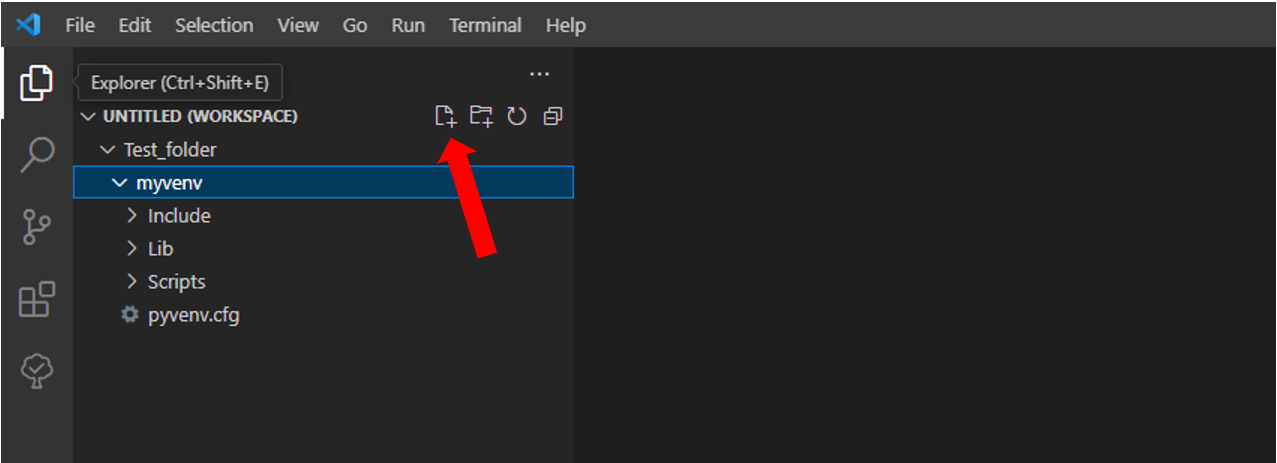 File Edit Selection View Go Run Terminal Help
Explorer (Ctrl+Shift+E)
UNTITLED (WORKSPACE)
Test_folder
myvenv
Include
Lib
Scripts
pyvenv.cfg